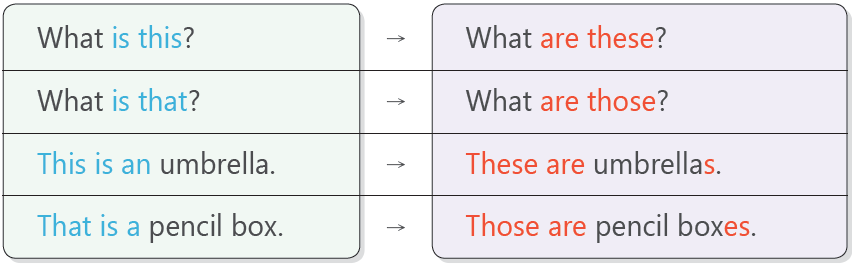 What is this? → What are these?
What is that? → What are those?
This is an umbrella. → These are umbrellas.
That is a pencil box. → Those are pencil boxes.